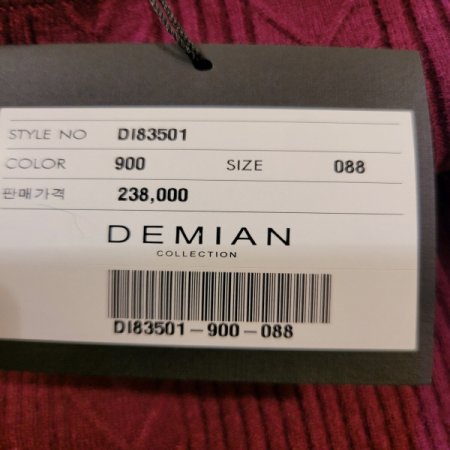 STYLE NO DI83501
COLOR 900 SIZE 088
판매가격 238,000
DEMIAN
COLLECTION
DI83501-900-088